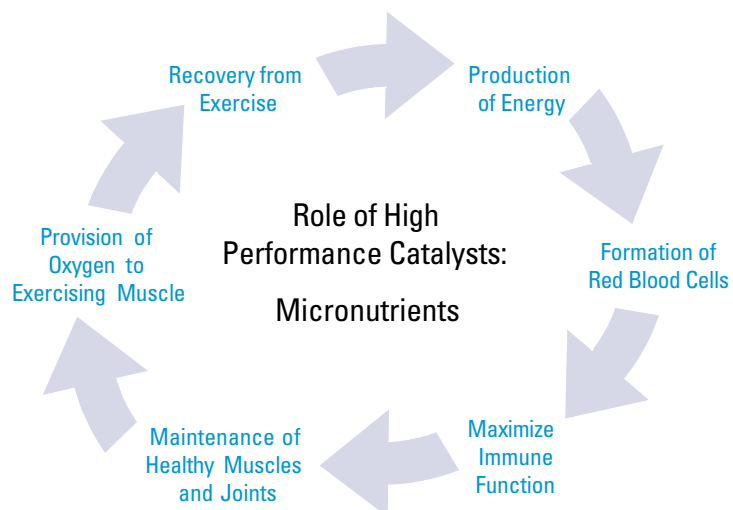 Recovery from
Exercise
Production
of Energy
Role of High
Performance Catalysts:
Micronutrients
Provision of
Oxygen to
Exercising Muscle
Formation of
Red Blood Cells
Maximize
Immune
Function
Maintenance of
Healthy Muscles
and Joints